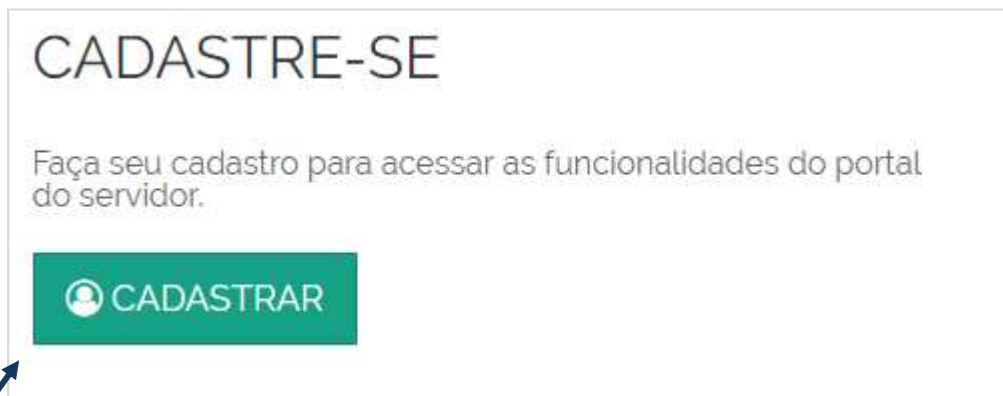 CADASTRE-SE
Faça seu cadastro para acessar as funcionalidades do portal
do servidor.
CADASTRAR